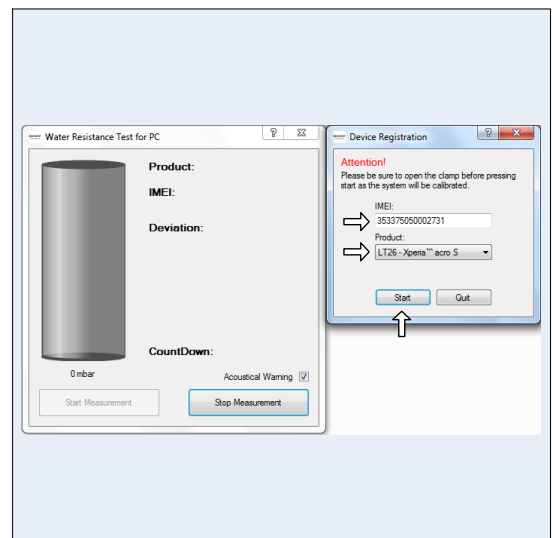 Water Resistance Test for PC
Product:
IMEI:
Deviation:
CountDown:
0 mbar
Acoustical Warning
Start Measurement
Stop Measurement
Device Registration
Attention!
Please be sure to open the clamp before pressing
start as the system will be calibrated.
IMEI:
353375050002731
Product:
LT26 - Xperia™ acro S
Start
Quit